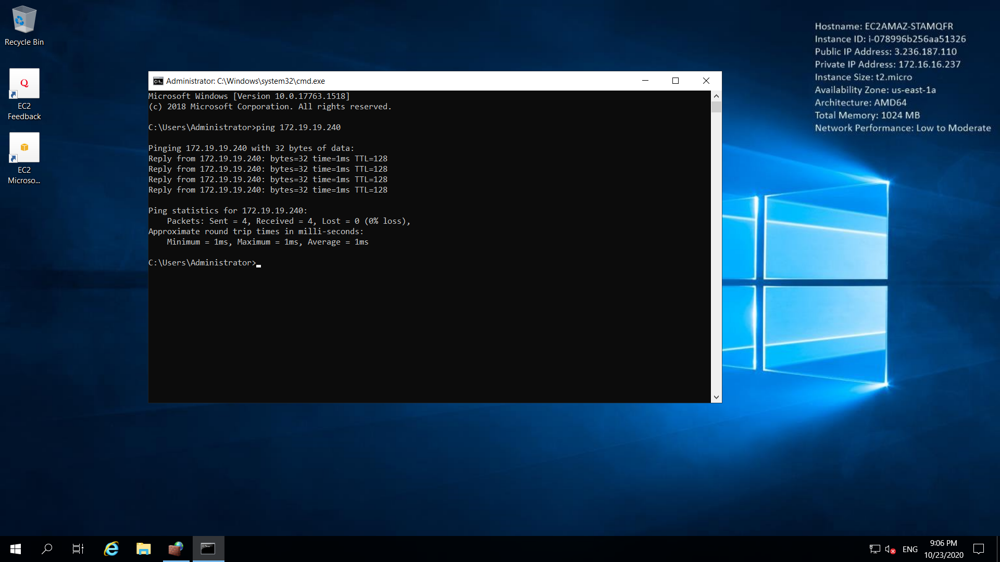 Recycle Bin
Q
EC2
Feedback
EC2
Microso...
Hostname: EC2AMAZ-STAMQFR
Instance ID: i-078996b256aa51326
Public IP Address: 3.236.187.110
Private IP Address: 172.16.16.237
Instance Size: t2.micro
Availability Zone: us-east-1a
Architecture: AMD64
Total Memory: 1024 MB
Network Performance: Low to Moderate
Administrator: C:\Windows\system32\cmd.exe
Microsoft Windows [Version 10.0.17763.1518]
(c) 2018 Microsoft Corporation. All rights reserved.
C:\Users\Administrator>ping 172.19.19.240
Pinging 172.19.19.240 with 32 bytes of data:
Reply from 172.19.19.240: bytes=32 time=1ms TTL=128
Reply from 172.19.19.240: bytes=32 time=1ms TTL=128
Reply from 172.19.19.240: bytes=32 time=1ms TTL=128
Reply from 172.19.19.240: bytes=32 time=1ms TTL=128
Ping statistics for 172.19.19.240:
Packets: Sent = 4, Received = 4, Lost = 0 (0% loss),
Approximate round trip times in milli-seconds:
Minimum = 1ms, Maximum = 1ms, Average = 1ms
C:\Users\Administrator>
ENG
9:06 PM
10/23/2020